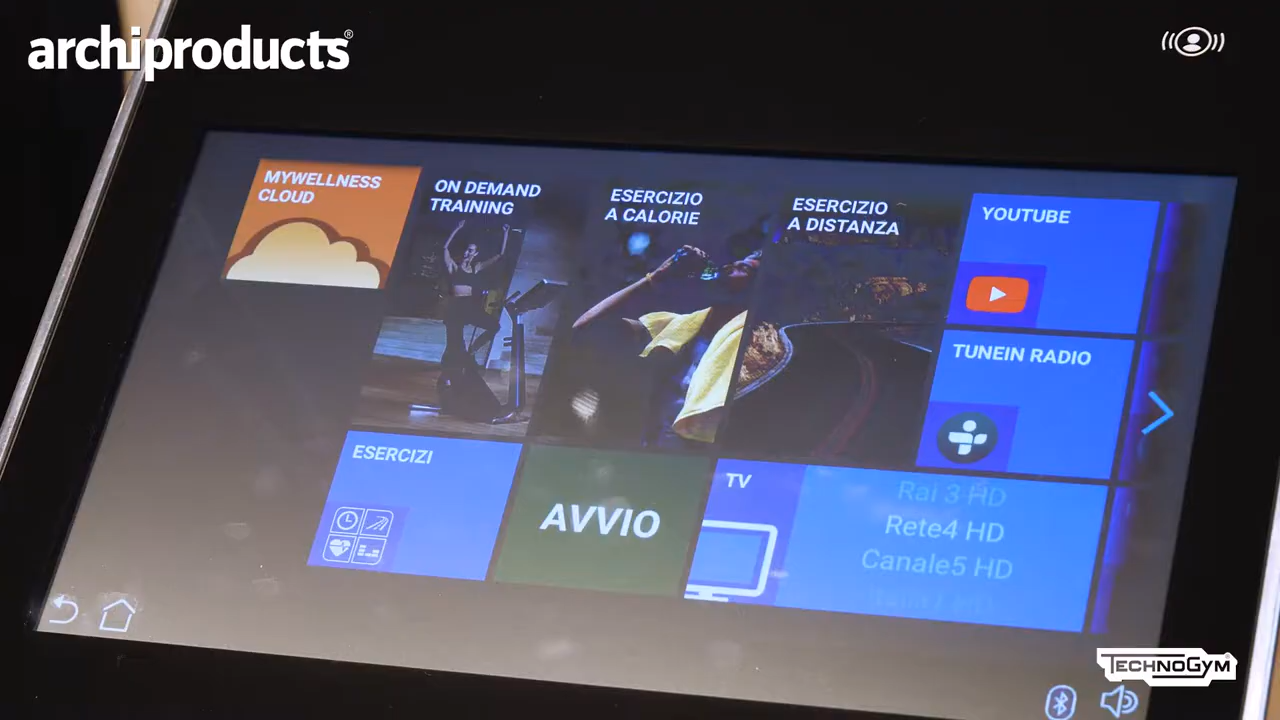 archiproducts®
MYWELLNESS
CLOUD
ON DEMAND
TRAINING
ESERCIZIO
A CALORIE
ESERCIZIO
A DISTANZA
YOUTUBE
TUNEIN RADIO
ESERCIZI
AVVIO
TV
Rai 3 HD
Rete4 HD
Canale5 HD
TECHNOGYM